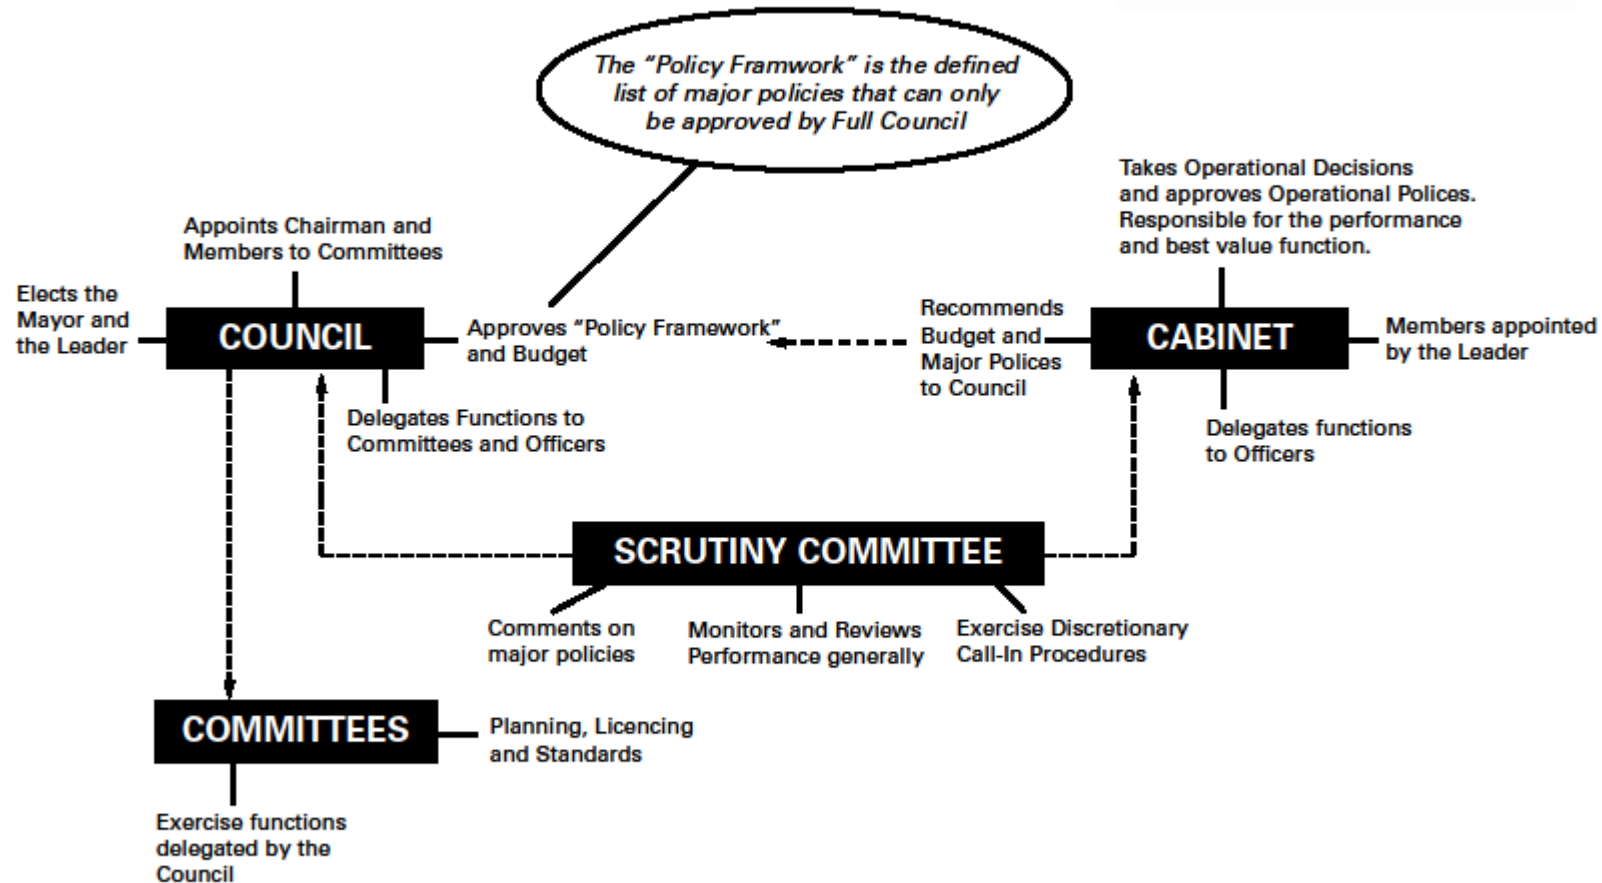 The “Policy Framwork” is the defined
list of major policies that can only
be approved by Full Council
Takes Operational Decisions
and approves Operational Polices.
Responsible for the performance
and best value function.
Appoints Chairman and
Members to Committees
Elects the
Mayor and
the Leader
COUNCIL
Approves “Policy Framework”
and Budget
Recommends
Budget and
Major Polices
to Council
CABINET
Members appointed
by the Leader
Delegates Functions to
Committees and Officers
Delegates functions
to Officers
SCRUTINY COMMITTEE
Comments on
major policies
Monitors and Reviews
Performance generally
Exercise Discretionary
Call-In Procedures
COMMITTEES
Planning, Licencing
and Standards
Exercise functions
delegated by the
Council